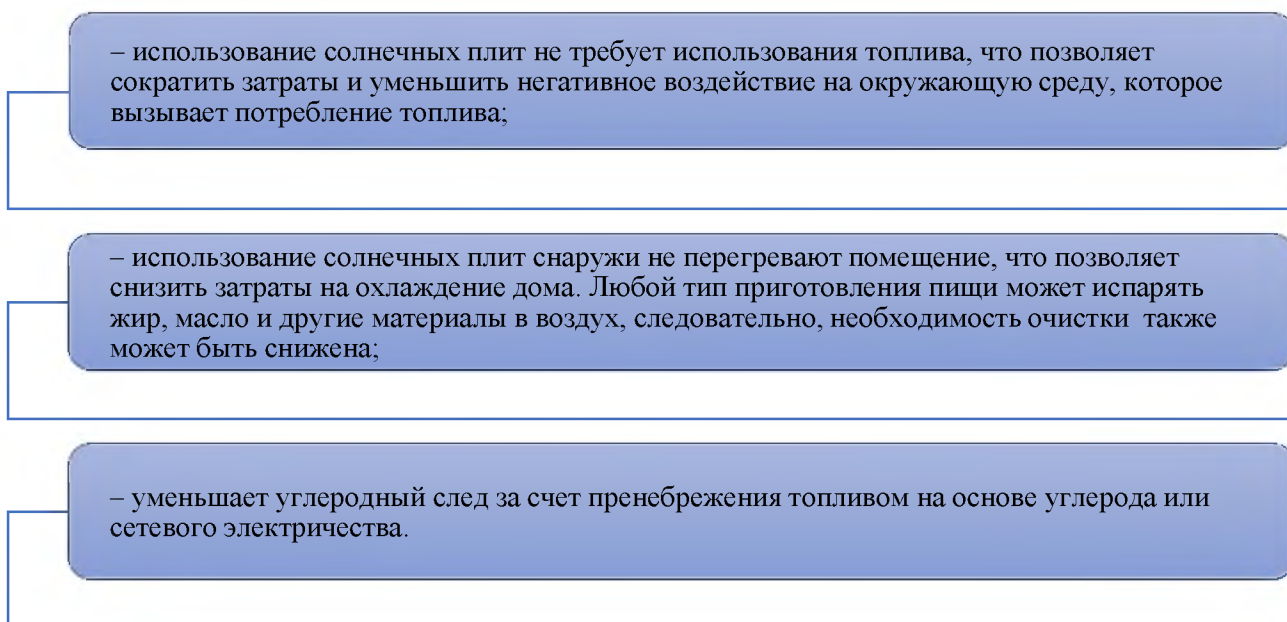 – использование солнечных плит не требует использования топлива, что позволяет
сократить затраты и уменьшить негативное воздействие на окружающую среду, которое
вызывает потребление топлива;
– использование солнечных плит снаружи не перегревают помещение, что позволяет
снизить затраты на охлаждение дома. Любой тип приготовления пищи может испарять
жир, масло и другие материалы в воздух, следовательно, необходимость очистки также
может быть снижена;
– уменьшает углеродный след за счет пренебрежения топливом на основе углерода или
сетевого электричества.